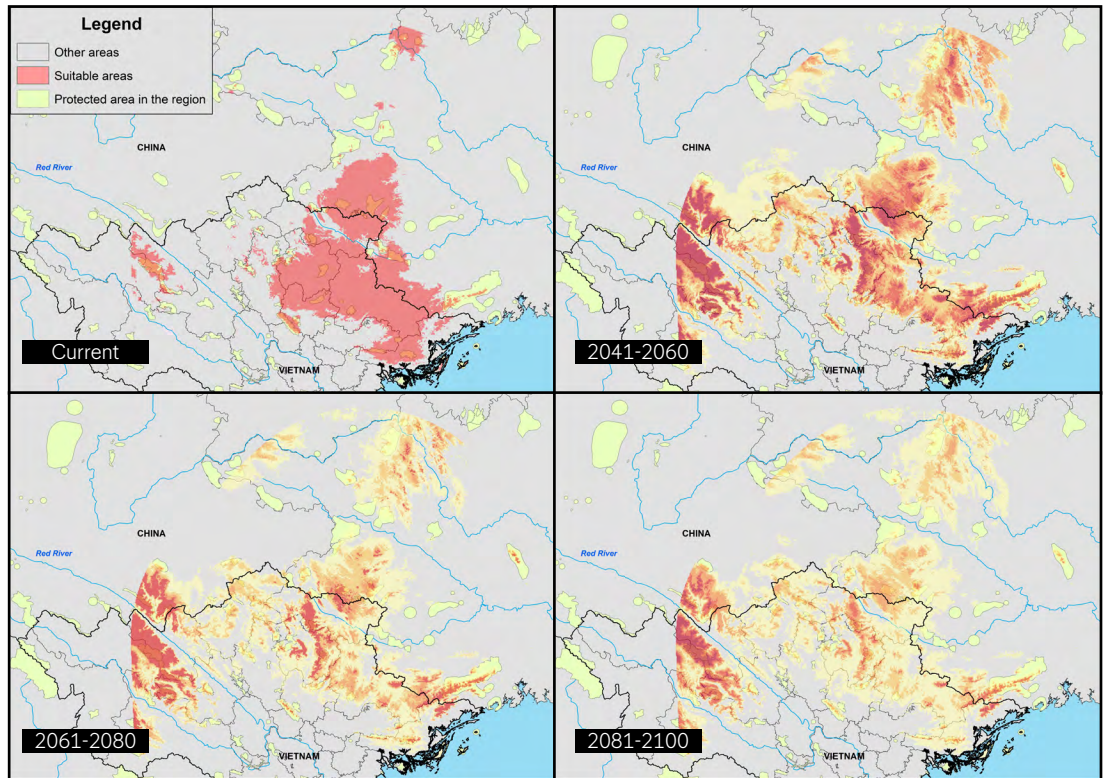 Legend
Other areas
Suitable areas
Protected area in the region
CHINA
Red River
VIETNAM
Current
CHINA
Red River
VIETNAM
2041-2060
CHINA
Red River
VIETNAM
2061-2080
CHINA
Red River
VIETNAM
2081-2100